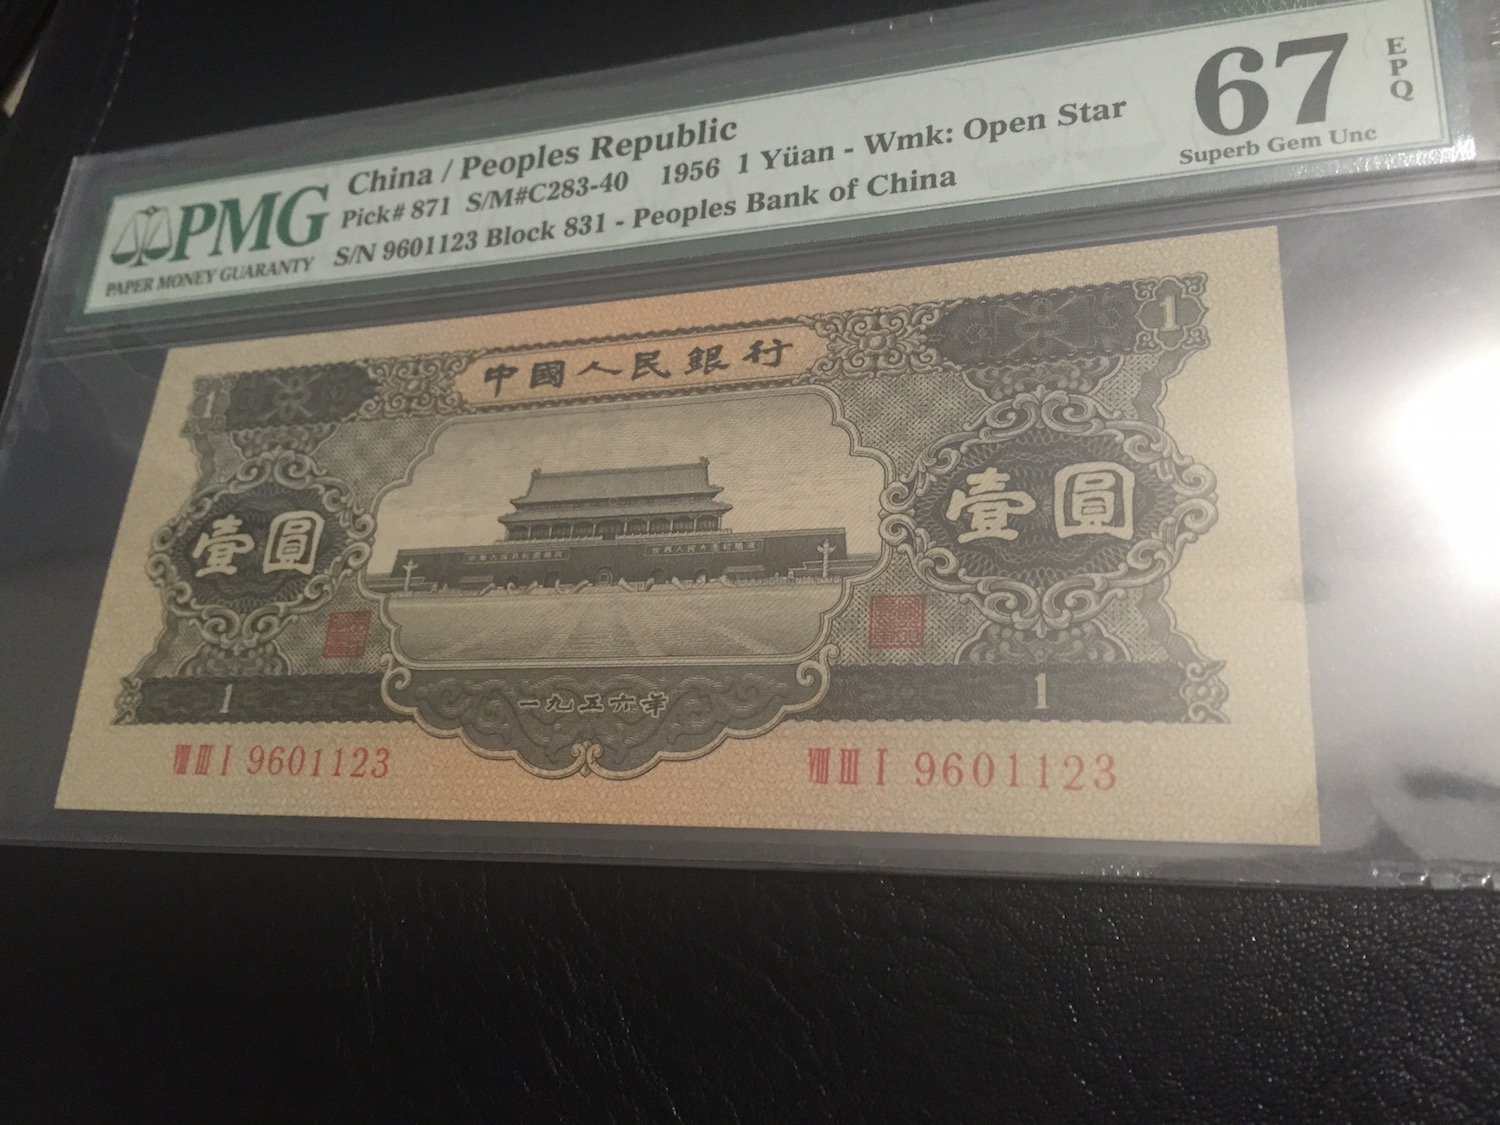 China / Peoples Republic
Pick# 871 S/M#C283-40 1956 1 Yüan - Wmk: Open Star
S/N 9601123 Block 831 - Peoples Bank of China
PMG
PAPER MONEY GUARANTY
67
EPQ
Superb Gem Unc
中國人民銀行
1
1
壹圓
壹圓
1
一九五六年
1
ⅧⅢⅠ 9601123
ⅧⅢⅠ 9601123